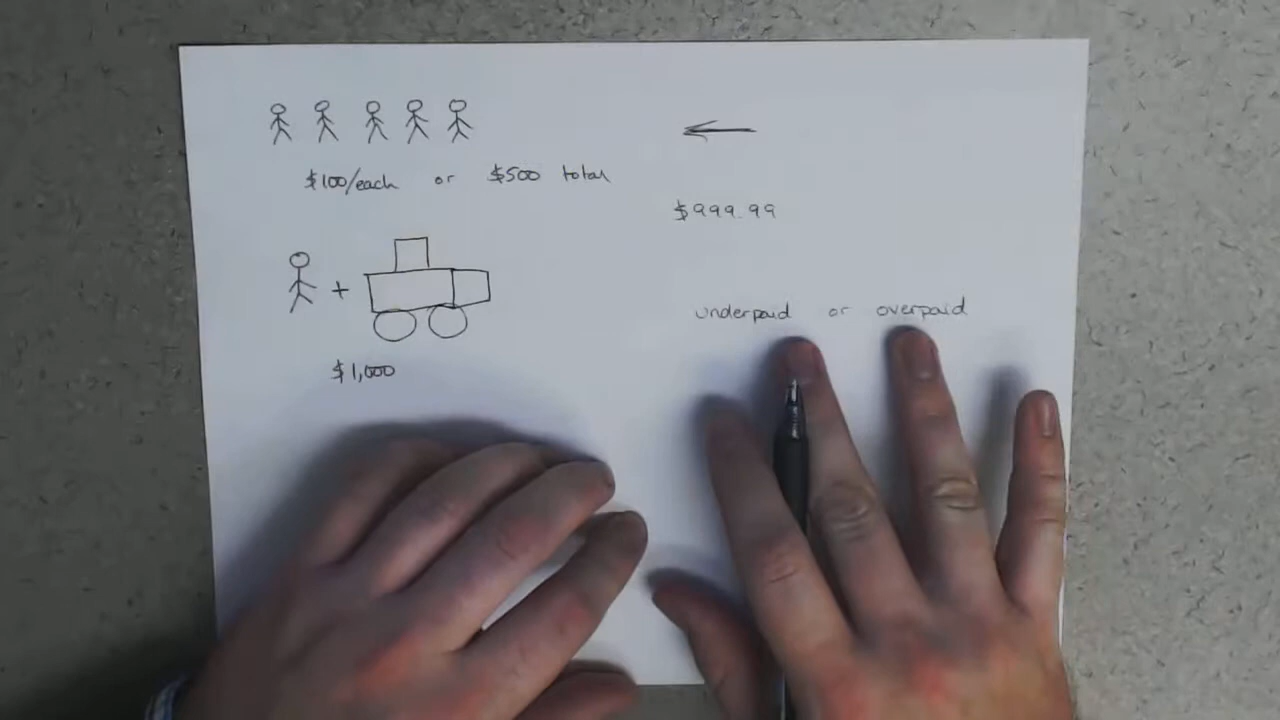 $100/each or $500 total
$999.99
underpaid or overpaid
$1,000